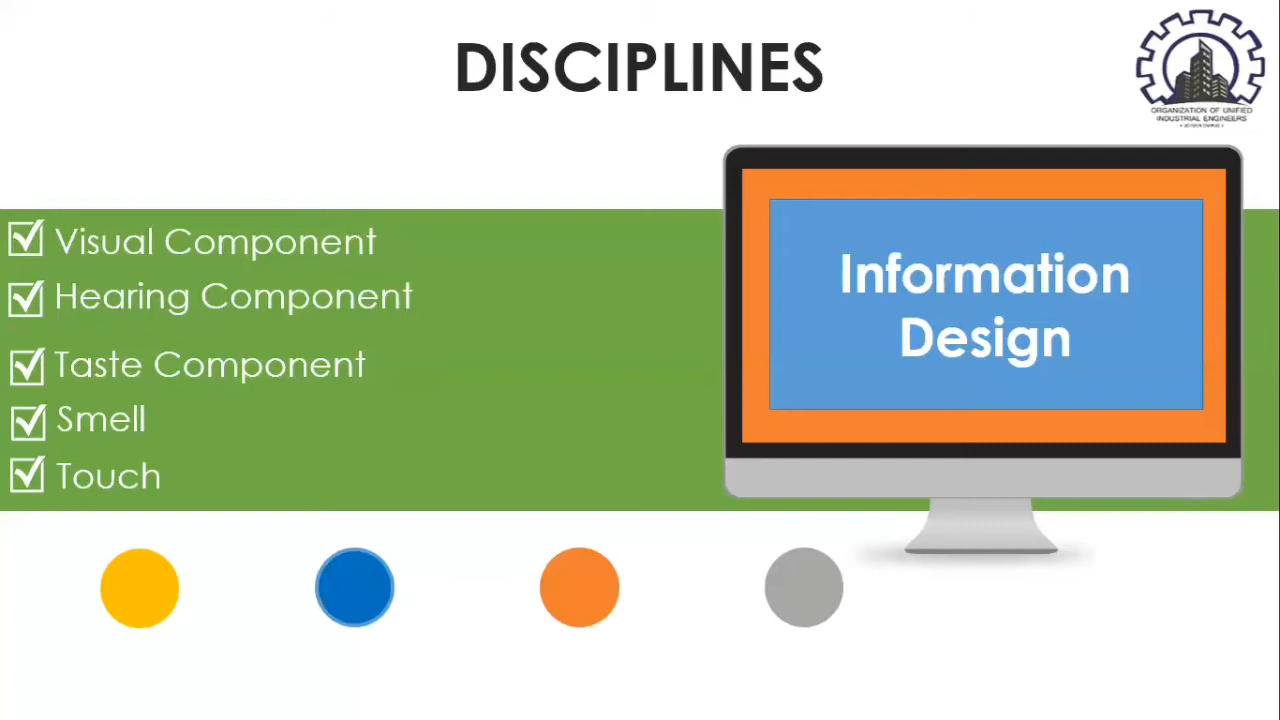 DISCIPLINES
ORGANIZATION OF UNIFIED
INDUSTRIAL ENGINEERS
Visual Component
Hearing Component
Taste Component
Smell
Touch
Information
Design